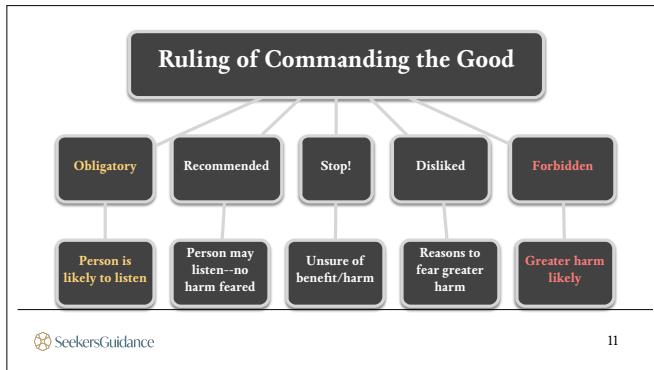 Ruling of Commanding the Good
Obligatory
Recommended
Stop!
Disliked
Forbidden
Person is
likely to listen
Person may
listen--no
harm feared
Unsure of
benefit/harm
Reasons to
fear greater
harm
Greater harm
likely
SeekersGuidance
11